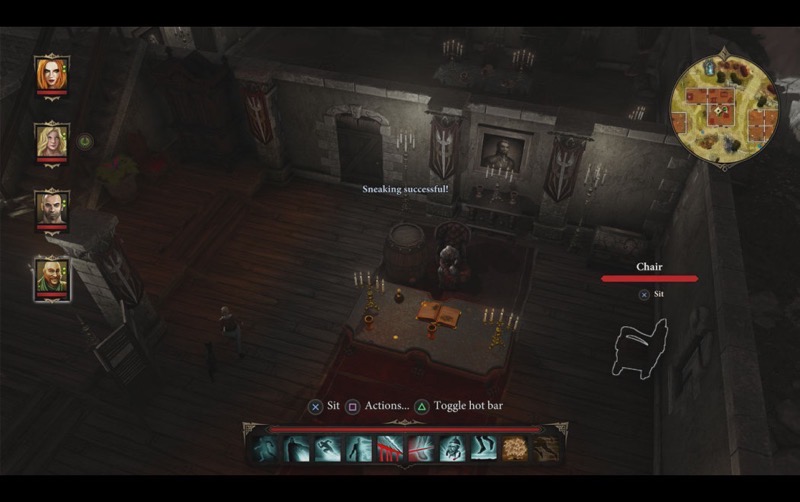 Sneaking successful!
Chair
Sit
Sit
Actions...
Toggle hot bar